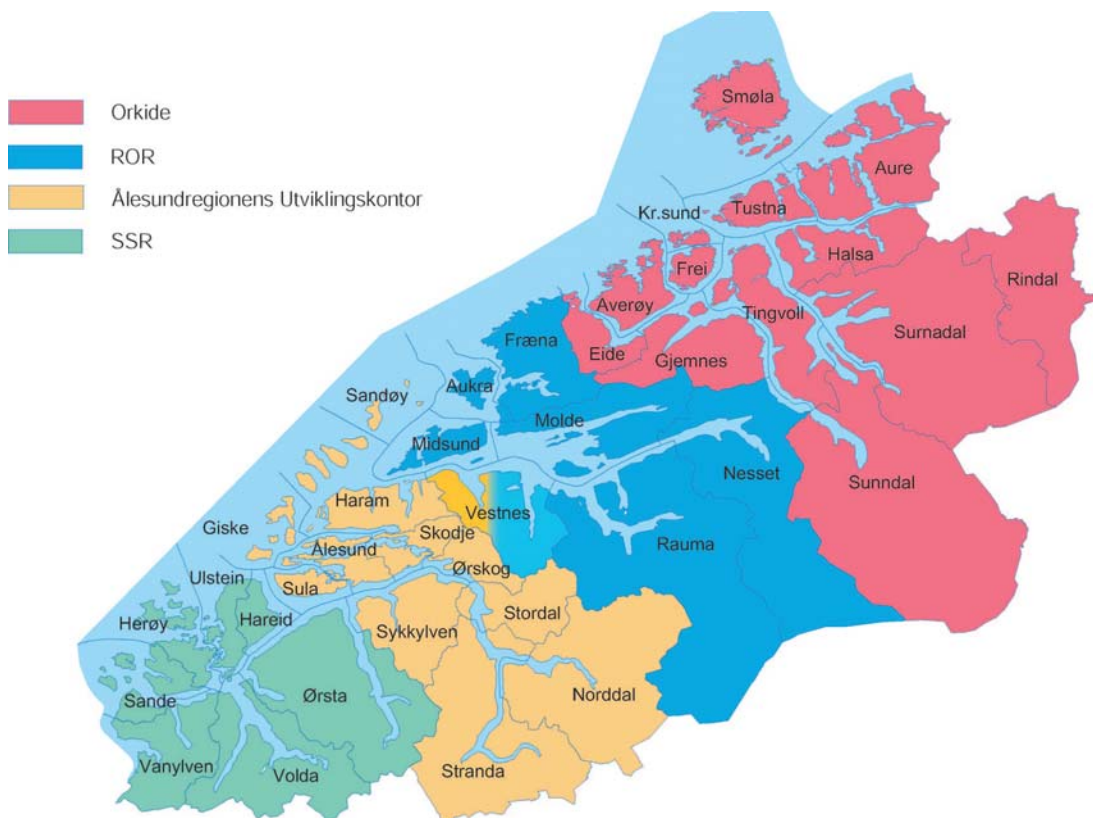 Orkide
ROR
Ålesundregionens Utviklingskontor
SSR
Smøla
Aure
Tustna
Kr.sund
Halsa
Frei
Rindal
Averøy
Tingvoll
Surnadal
Fræna
Eide
Gjemnes
Aukra
Sandøy
Molde
Midsund
Nesset
Sunndal
Haram
Vestnes
Giske
Skodje
Ålesund
Rauma
Ørskog
Ulstein
Sula
Stordal
Herøy
Hareid
Sykkylven
Sande
Ørsta
Norddal
Vanylven
Volda
Stranda